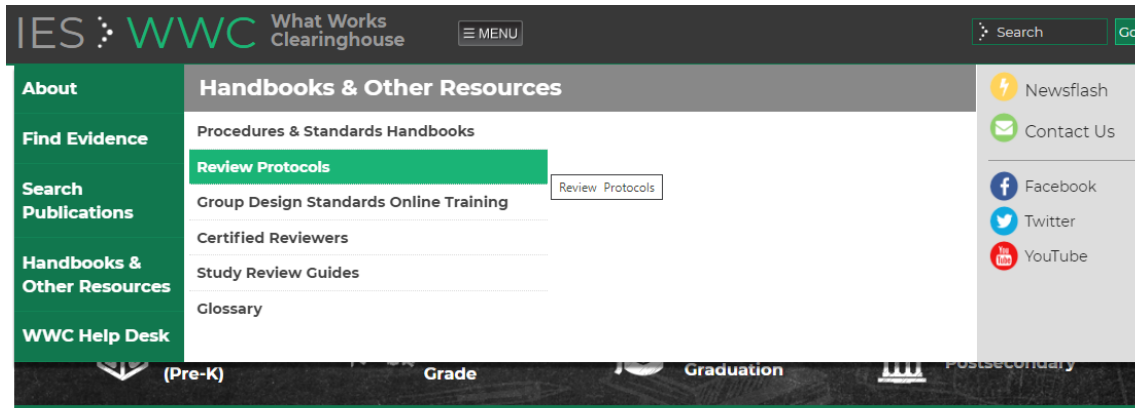 IES WWC What Works
Clearinghouse
☰ MENU
Search
Go
About
Find Evidence
Search
Publications
Handbooks &
Other Resources
WWC Help Desk
Handbooks & Other Resources
Procedures & Standards Handbooks
Review Protocols
Review Protocols
Group Design Standards Online Training
Certified Reviewers
Study Review Guides
Glossary
Newsflash
Contact Us
Facebook
Twitter
YouTube
(Pre-K)
Grade
Graduation
Postsecondary